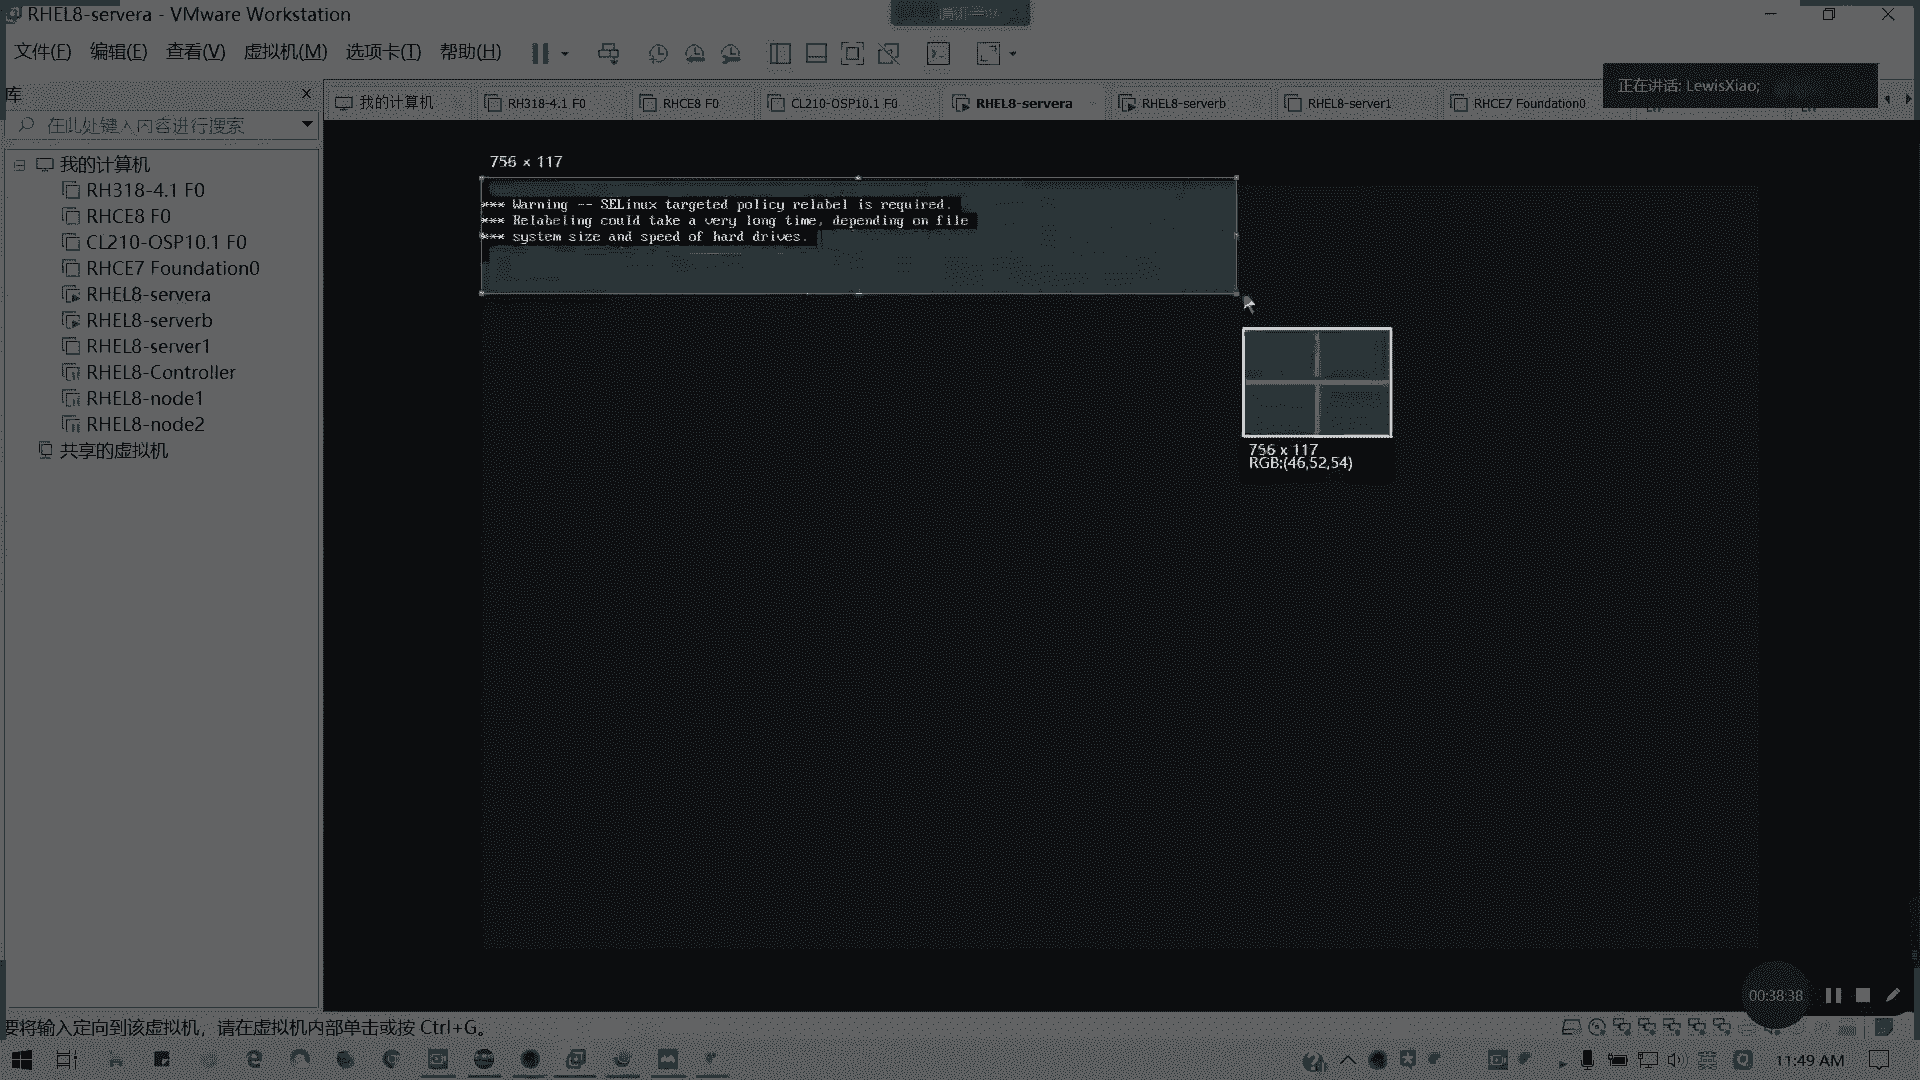 RHEL8-servera - VMware Workstation
文件(F) 编辑(E) 查看(V) 虚拟机(M) 选项卡(T) 帮助(H)
正在讲话: LewisXiao;
库
在此处键入内容进行搜索
我的计算机
RH318-4.1 F0
RHCE8 F0
CL210-OSP10.1 F0
RHCE7 Foundation0
RHEL8-servera
RHEL8-serverb
RHEL8-server1
RHEL8-Controller
RHEL8-node1
RHEL8-node2
共享的虚拟机
我的计算机 RH318-4.1 F0 RHCE8 F0 CL210-OSP10.1 F0 RHEL8-servera RHEL8-serverb RHEL8-server1 RHCE7 Foundation0
756 × 117
*** Warning -- SELinux targeted policy relabel is required.
*** Relabeling could take a very long time, depending on file
*** system size and speed of hard drives.
756 x 117
RGB:(46,52,54)
00:38:38
要将输入定向到该虚拟机，请在虚拟机内部单击或按 Ctrl+G。
11:49 AM